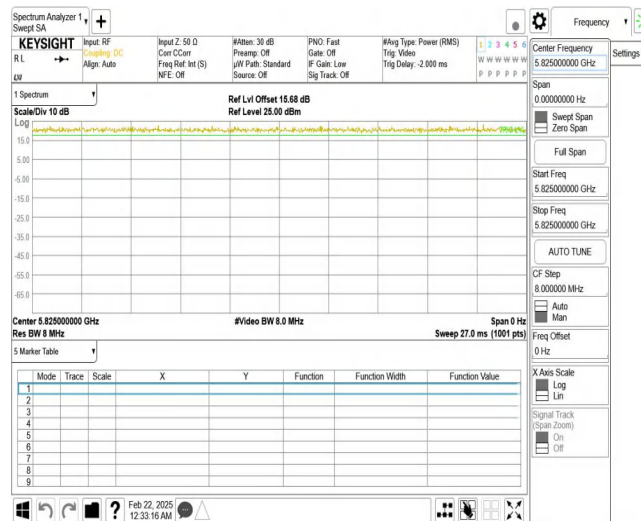 Spectrum Analyzer 1
Swept SA
+
Frequency
KEYSIGHT
RL
LXI
Input: RF
Coupling: DC
Align: Auto
Input Z: 50 Ω
Corr CCorr
Freq Ref: Int (S)
NFE: Off
#Atten: 30 dB
Preamp: Off
µW Path: Standard
Source: Off
PNO: Fast
Gate: Off
IF Gain: Low
Sig Track: Off
#Avg Type: Power (RMS)
Trig: Video
Trig Delay: -2.000 ms
1 2 3 4 5 6
W W W W W W
P P P P P P
Center Frequency
5.825000000 GHz
Settings
Span
0.00000000 Hz
Swept Span
Zero Span
Full Span
Start Freq
5.825000000 GHz
Stop Freq
5.825000000 GHz
AUTO TUNE
CF Step
8.000000 MHz
Auto
Man
Freq Offset
0 Hz
X Axis Scale
Log
Lin
Signal Track
(Span Zoom)
On
Off
1 Spectrum
Scale/Div 10 dB
Ref Lvl Offset 15.68 dB
Ref Level 25.00 dBm
Log
15.0
5.00
-5.00
-15.0
-25.0
-35.0
-45.0
-55.0
-65.0
Center 5.825000000 GHz
Res BW 8 MHz
#Video BW 8.0 MHz
Span 0 Hz
Sweep 27.0 ms (1001 pts)
5 Marker Table
Mode Trace Scale X Y Function Function Width Function Value
1
2
3
4
5
6
7
8
9
?
Feb 22, 2025
12:33:16 AM